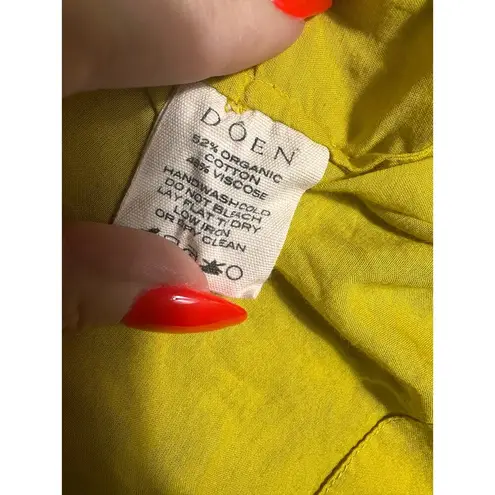 DÔEN
52% ORGANIC
COTTON
48% VISCOSE
HANDWASH COLD
DO NOT BLEACH
LAY FLAT T/ DRY
LOW IRON
OR DRY CLEAN